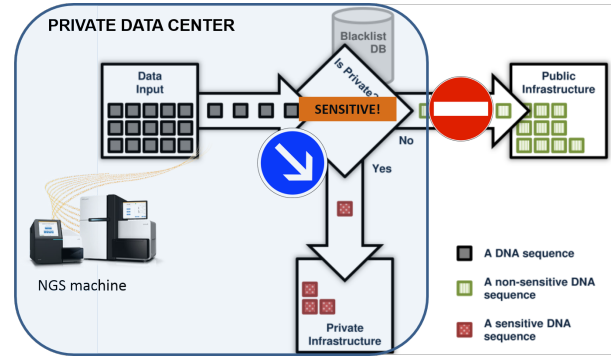 PRIVATE DATA CENTER
Blacklist
DB
Data
Input
Is Private?
SENSITIVE!
Public
Infrastructure
No
Yes
NGS machine
Private
Infrastructure
A DNA sequence
A non-sensitive DNA
sequence
A sensitive DNA
sequence